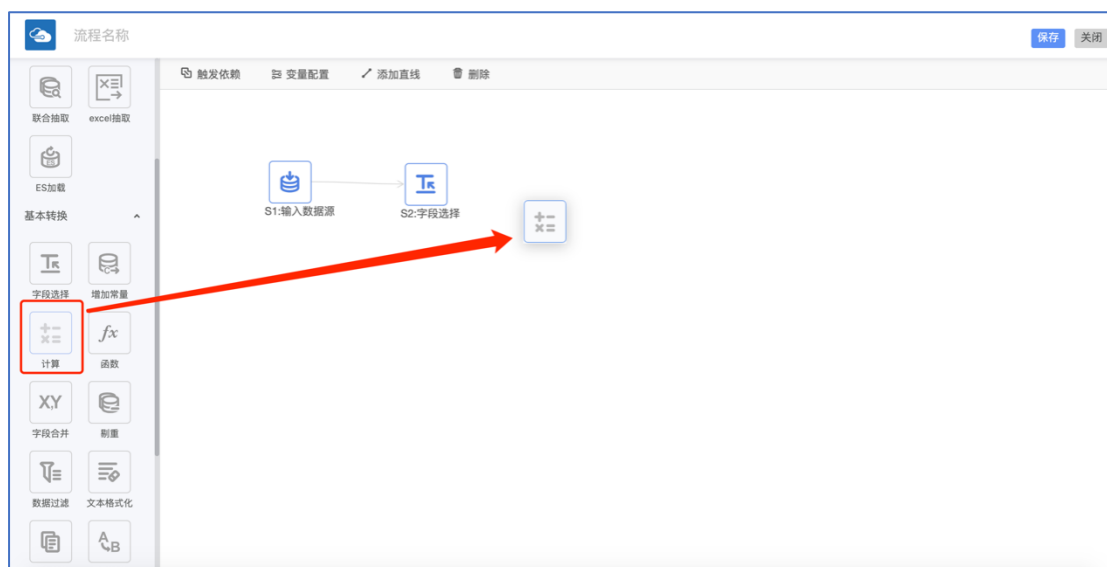 流程名称
保存 关闭
触发依赖 变量配置 添加直线 删除
联合抽取 excel抽取
ES
ES加载
基本转换
S1:输入数据源 S2:字段选择
字段选择 增加常量
fx
计算 函数
X,Y
字段合并 剔重
数据过滤 文本格式化
A B